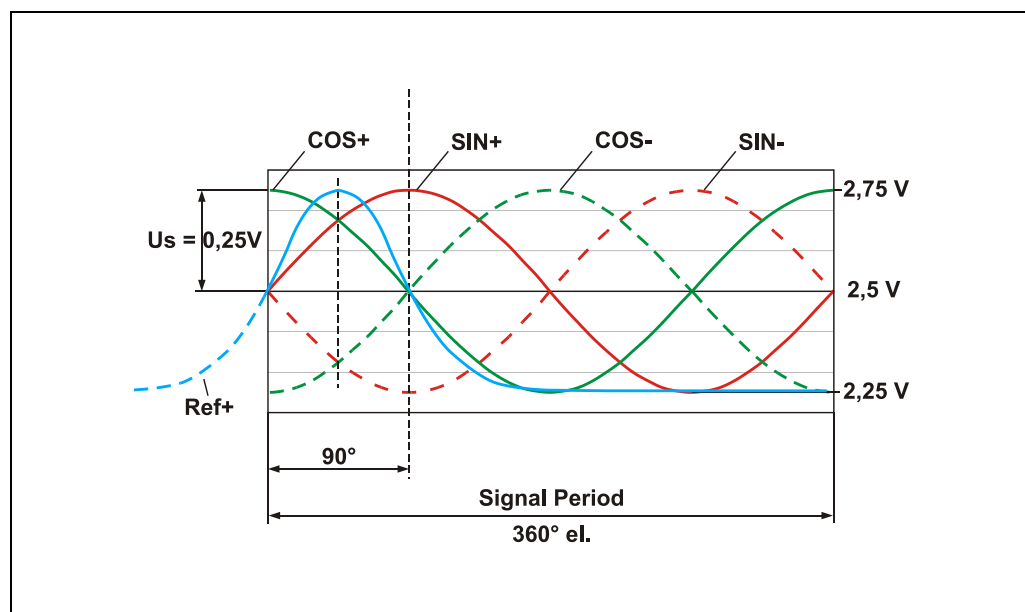 COS+
SIN+
COS-
SIN-
2,75 V
Us = 0,25V
2,5 V
2,25 V
Ref+
90°
Signal Period
360° el.